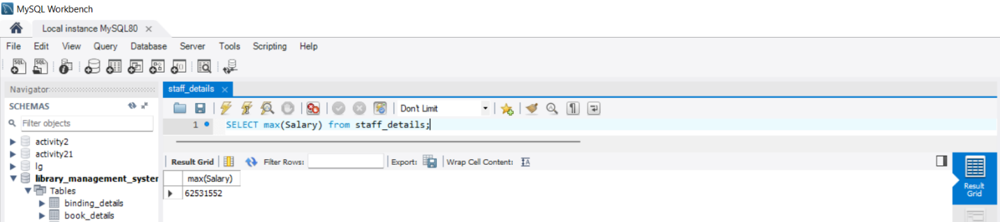 MySQL Workbench
Local instance MySQL80
File Edit View Query Database Server Tools Scripting Help
Navigator
staff_details
SCHEMAS
Don't Limit
Filter objects
1 SELECT max(Salary) from staff_details;
activity2
activity21
lg
library_management_syster
Tables
binding_details
book_details
Result Grid Filter Rows: Export: Wrap Cell Content:
max(Salary)
62531552
Result
Grid